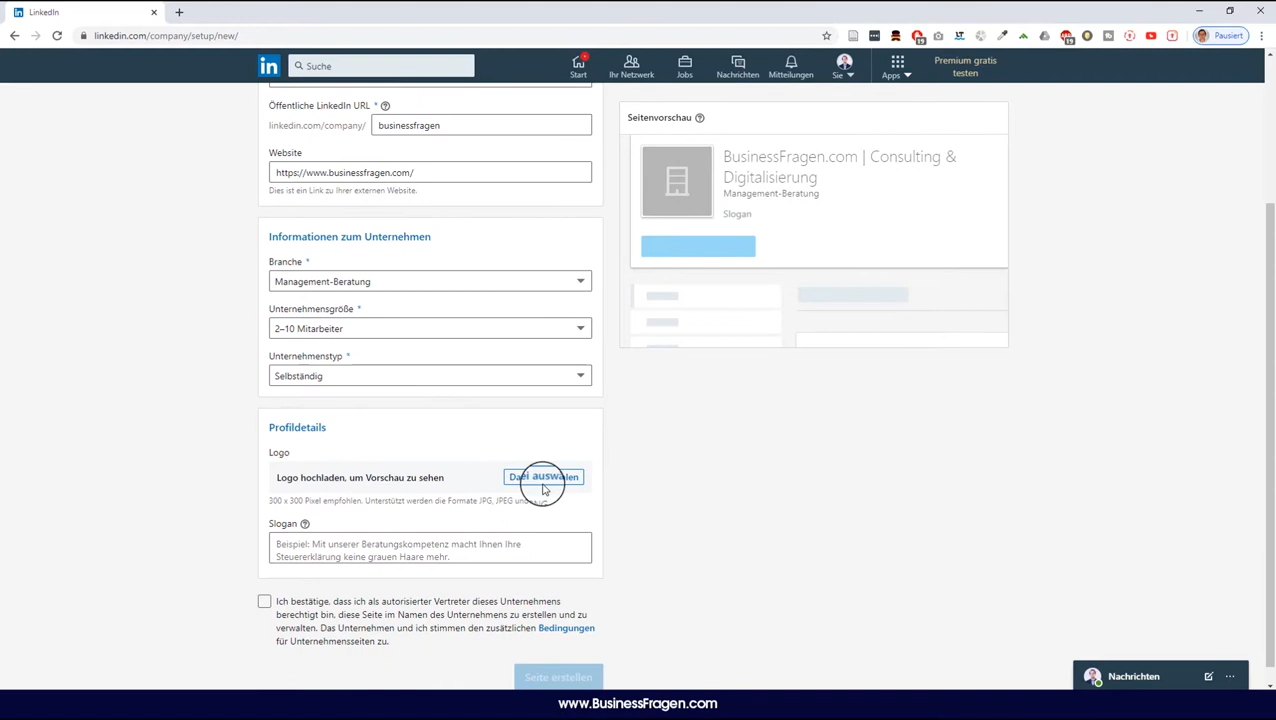 LinkedIn
linkedin.com/company/setup/new/
Pausiert
Suche
Start
Ihr Netzwerk
Jobs
Nachrichten
Mitteilungen
Sie
Apps
Premium gratis
testen
Öffentliche LinkedIn URL *
linkedin.com/company/
businessfragen
Website
https://www.businessfragen.com/
Dies ist ein Link zu Ihrer externen Website.
Informationen zum Unternehmen
Branche *
Management-Beratung
Unternehmensgröße *
2–10 Mitarbeiter
Unternehmenstyp *
Selbständig
Profildetails
Logo
Logo hochladen, um Vorschau zu sehen
300 x 300 Pixel empfohlen. Unterstützt werden die Formate JPG, JPEG und
Slogan
Beispiel: Mit unserer Beratungskompetenz macht Ihnen Ihre
Steuererklärung keine grauen Haare mehr.
Ich bestätige, dass ich als autorisierter Vertreter dieses Unternehmens
berechtigt bin, diese Seite im Namen des Unternehmens zu erstellen und zu
verwalten. Das Unternehmen und ich stimmen den zusätzlichen Bedingungen
für Unternehmensseiten zu.
Seite erstellen
Seitenvorschau
BusinessFragen.com | Consulting &
Digitalisierung
Management-Beratung
Slogan
Nachrichten
www.BusinessFragen.com